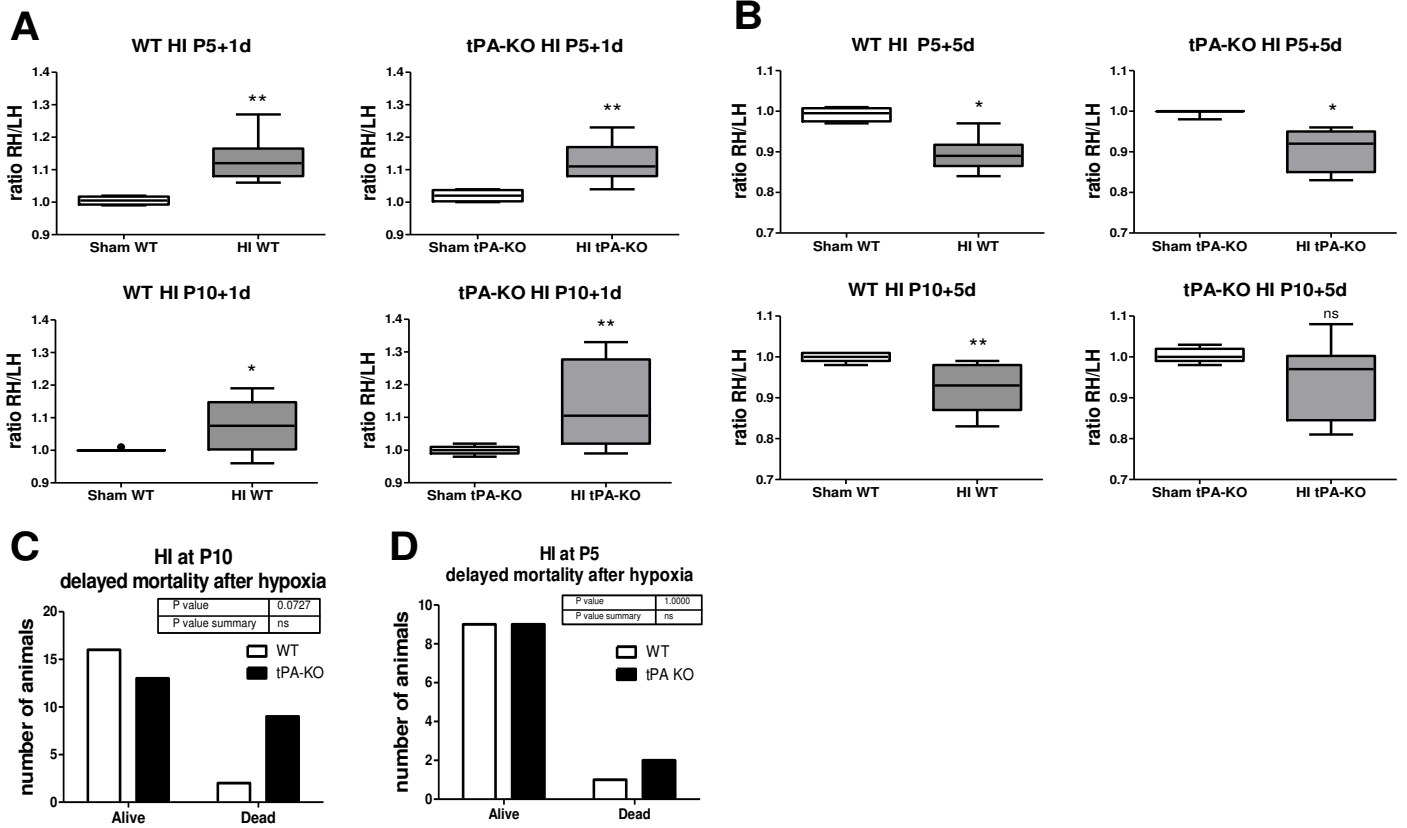 A
WT HI P5+1d
ratio RH/LH
1.4
1.3
1.2
1.1
1.0
0.9
**
Sham WT
HI WT
tPA-KO HI P5+1d
ratio RH/LH
1.4
1.3
1.2
1.1
1.0
0.9
**
Sham tPA-KO
HI tPA-KO
WT HI P10+1d
ratio RH/LH
1.4
1.3
1.2
1.1
1.0
0.9
*
Sham WT
HI WT
tPA-KO HI P10+1d
ratio RH/LH
1.4
1.3
1.2
1.1
1.0
0.9
**
Sham tPA-KO
HI tPA-KO
B
WT HI P5+5d
ratio RH/LH
1.1
1.0
0.9
0.8
0.7
*
Sham WT
HI WT
tPA-KO HI P5+5d
ratio RH/LH
1.1
1.0
0.9
0.8
0.7
*
Sham tPA-KO
HI tPA-KO
WT HI P10+5d
ratio RH/LH
1.1
1.0
0.9
0.8
0.7
**
Sham WT
HI WT
tPA-KO HI P10+5d
ratio RH/LH
1.1
1.0
0.9
0.8
0.7
ns
Sham tPA-KO
HI tPA-KO
C
HI at P10
delayed mortality after hypoxia
number of animals
20
15
10
5
0
P value 0.0727
P value summary ns
WT
tPA-KO
Alive
Dead
D
HI at P5
delayed mortality after hypoxia
number of animals
10
8
6
4
2
0
P value 1.0000
P value summary ns
WT
tPA KO
Alive
Dead